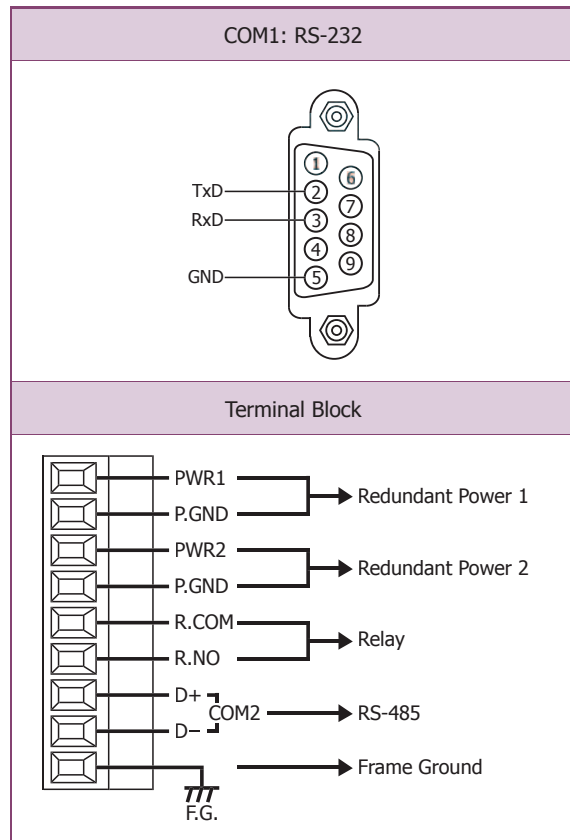 COM1: RS-232
1
6
TxD 2
7
RxD 3
8
4
9
GND 5
Terminal Block
PWR1
Redundant Power 1
P.GND
PWR2
Redundant Power 2
P.GND
R.COM
Relay
R.NO
D+
COM2 RS-485
D−
Frame Ground
F.G.